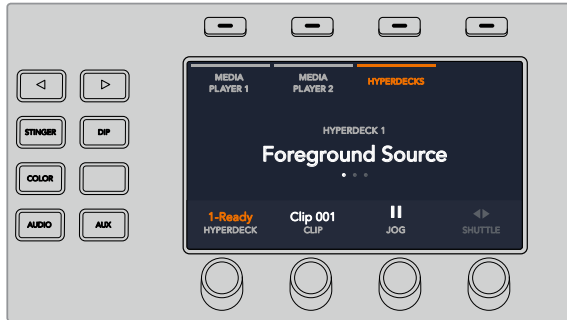 MEDIA
PLAYER 1
MEDIA
PLAYER 2
HYPERDECKS
STINGER
DIP
COLOR
AUDIO
AUX
HYPERDECK 1
Foreground Source
1-Ready
HYPERDECK
Clip 001
CLIP
JOG
SHUTTLE